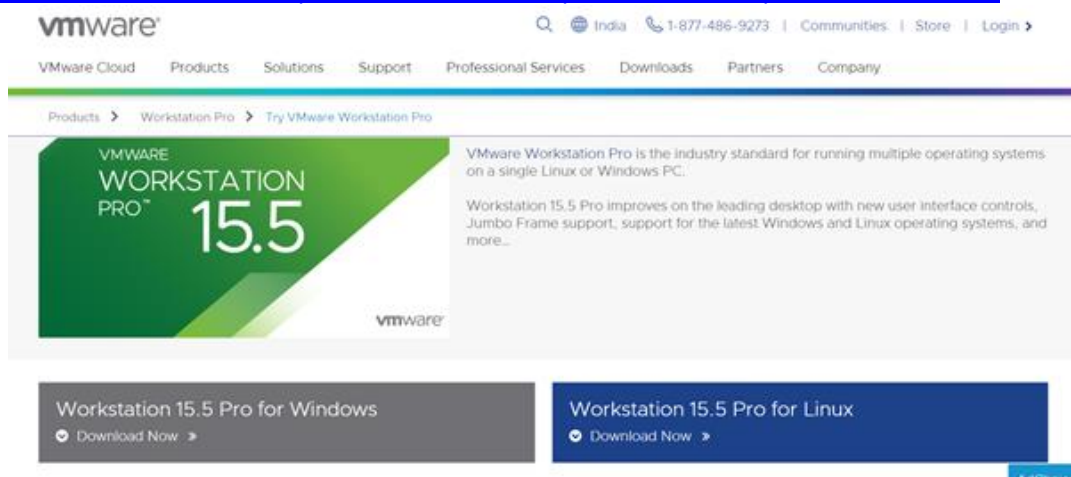 vmware
India 1-877-486-9273 | Communities | Store | Login
VMware Cloud Products Solutions Support Professional Services Downloads Partners Company
Products > Workstation Pro > Try VMware Workstation Pro
VMWARE
WORKSTATION
PRO™ 15.5
vmware
VMware Workstation Pro is the industry standard for running multiple operating systems
on a single Linux or Windows PC.
Workstation 15.5 Pro improves on the leading desktop with new user interface controls,
Jumbo Frame support, support for the latest Windows and Linux operating systems, and
more...
Workstation 15.5 Pro for Windows
Download Now »
Workstation 15.5 Pro for Linux
Download Now »